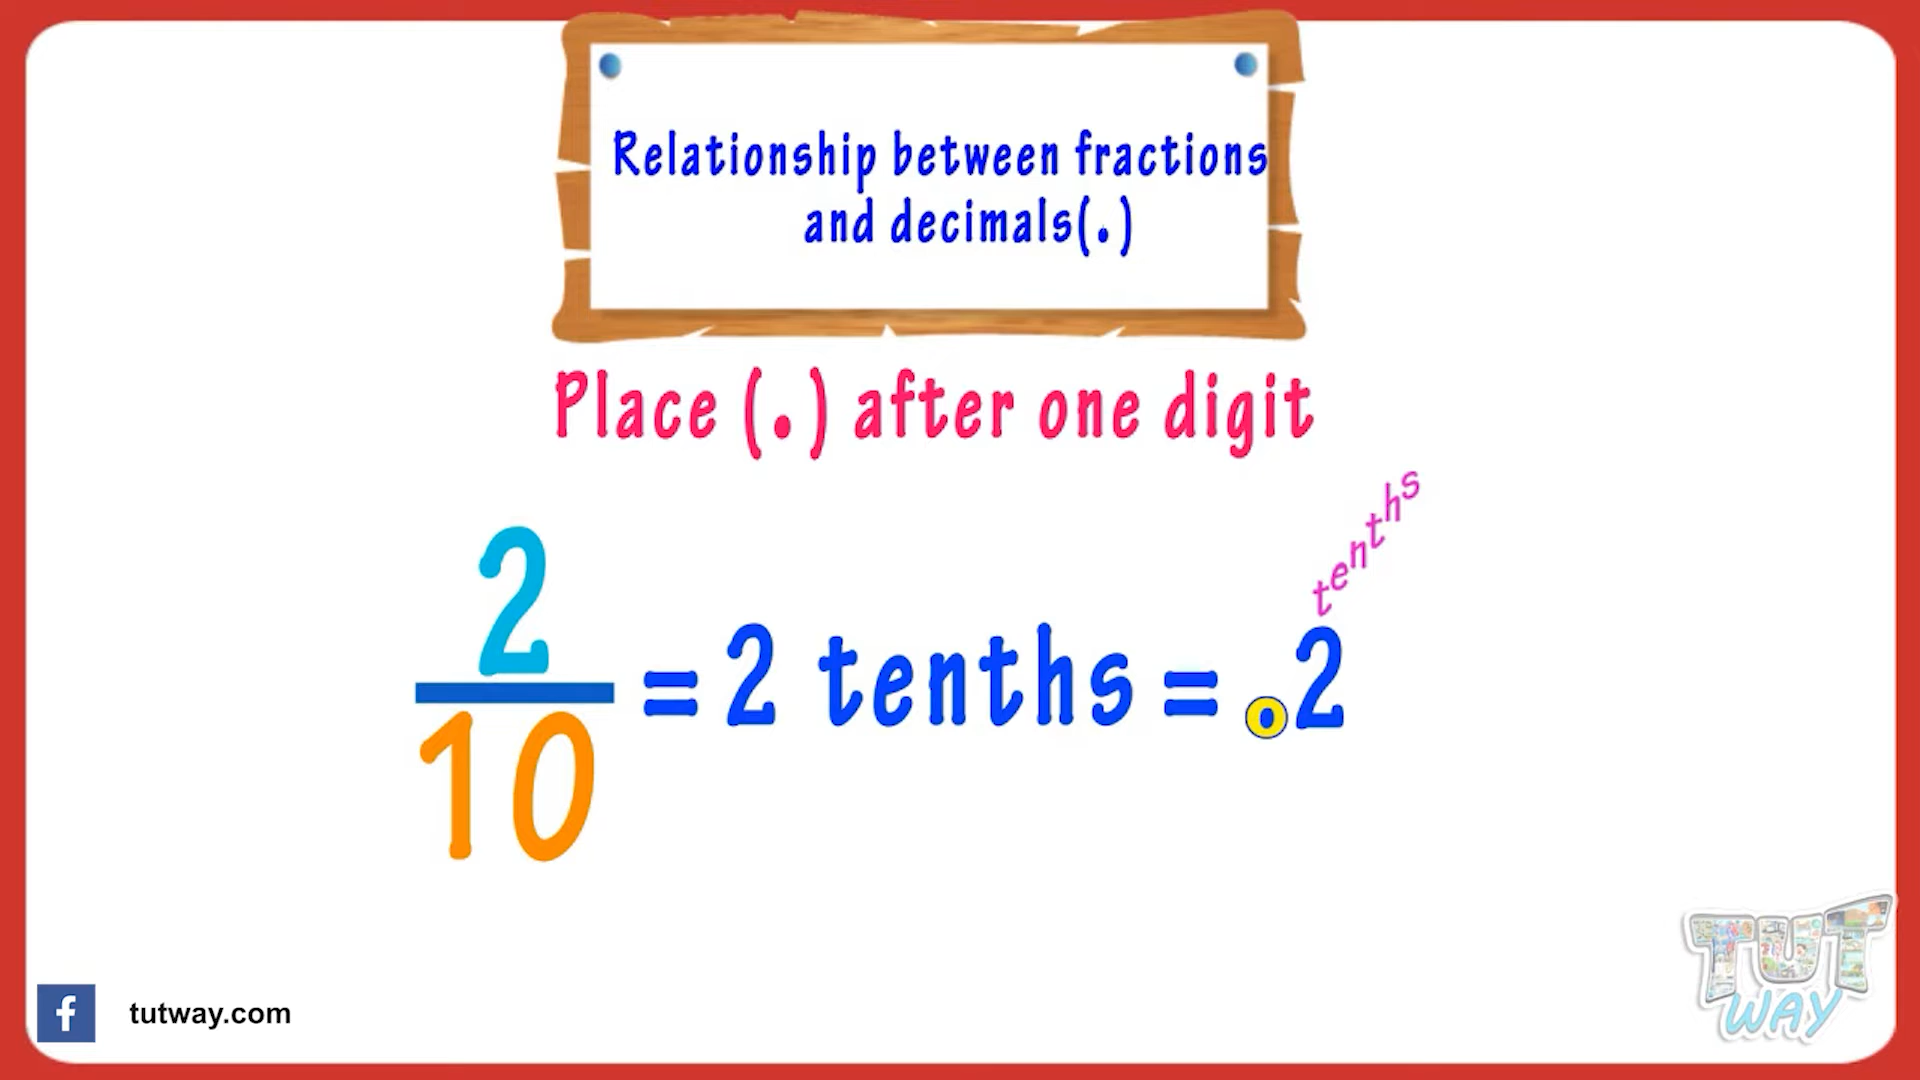 Relationship between fractions
and decimals(.)
Place (.) after one digit
tenths
2
10
= 2 tenths = .2
f tutway.com
TUT
WAY